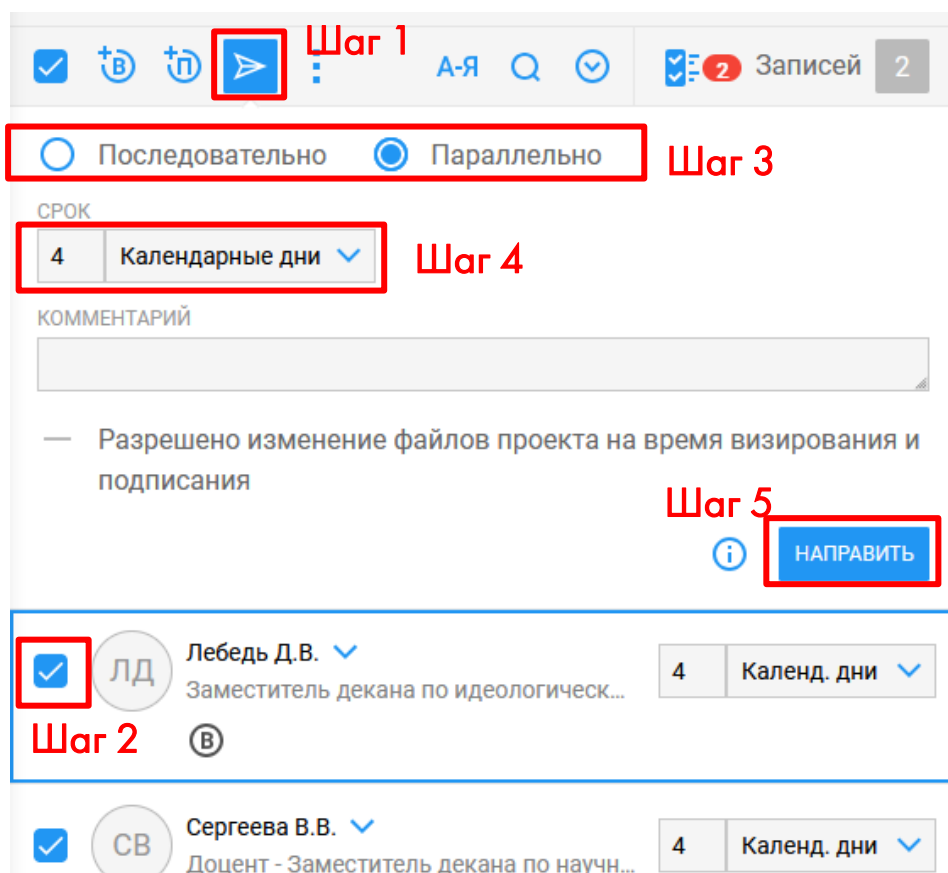 Шаг 1
В П А-Я 2 Записей 2
Последовательно Параллельно Шаг 3
СРОК
4 Календарные дни Шаг 4
КОММЕНТАРИЙ
Разрешено изменение файлов проекта на время визирования и
подписания
Шаг 5
НАПРАВИТЬ
Лебедь Д.В.
ЛД 4 Календ. дни
Заместитель декана по идеологическ...
Шаг 2 В
Сергеева В.В.
СВ 4 Календ. дни
Доцент - Заместитель декана по научн...